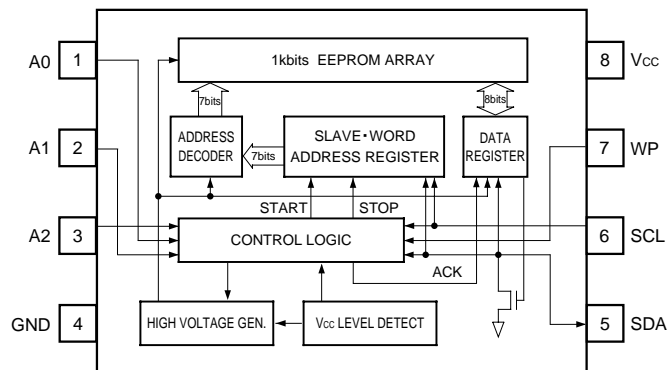 A0 1
1kbits EEPROM ARRAY
8 Vcc
7bits
8bits
A1 2
ADDRESS
DECODER
7bits
SLAVE・WORD
ADDRESS REGISTER
DATA
REGISTER
7 WP
START
STOP
A2 3
CONTROL LOGIC
6 SCL
ACK
GND 4
HIGH VOLTAGE GEN.
Vcc LEVEL DETECT
5 SDA